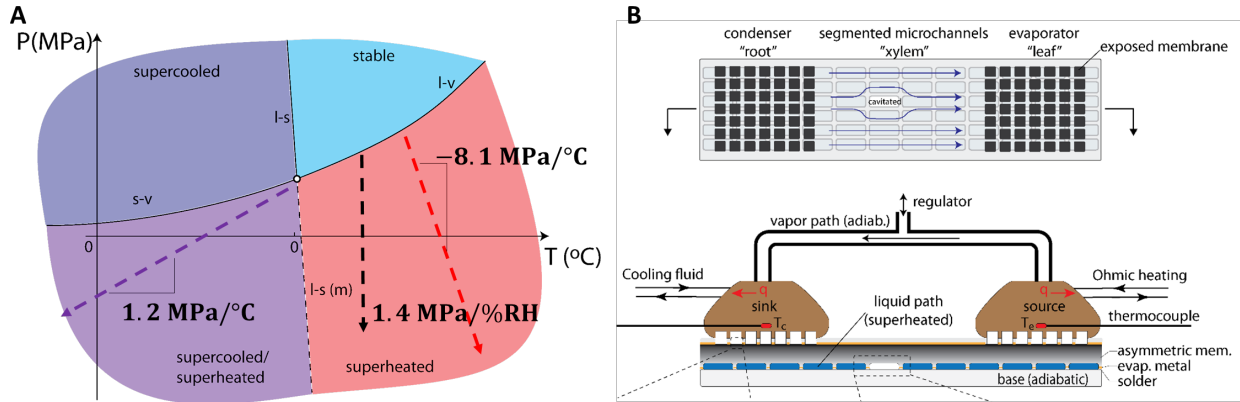 A
P(MPa)
supercooled
stable
l-v
l-s
s-v
−8.1 MPa/°C
0
0
T (ºC)
1.2 MPa/°C
l-s (m)
1.4 MPa/%RH
supercooled/
superheated
superheated
B
condenser
"root"
segmented microchannels
"xylem"
evaporator
"leaf"
exposed membrane
cavitated
regulator
vapor path (adiab.)
Cooling fluid
Ohmic heating
q
sink
q
source
liquid path
(superheated)
Tc
Te
thermocouple
asymmetric mem.
evap. metal
solder
base (adiabatic)